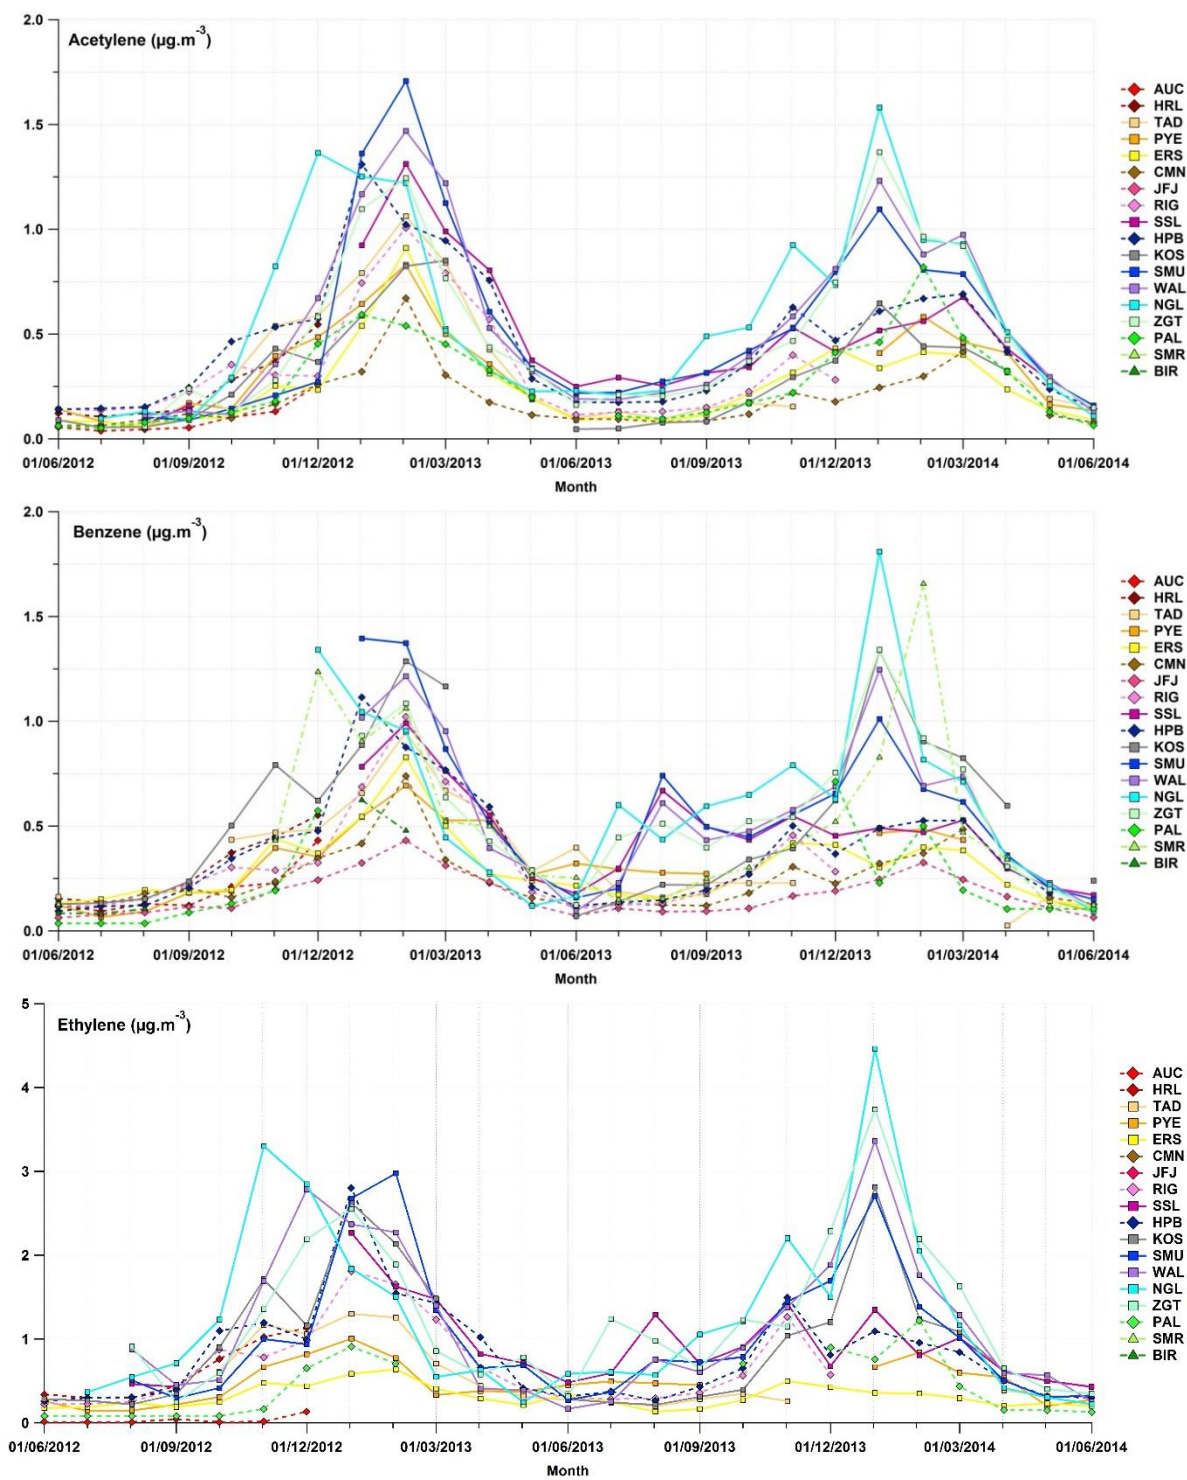 Acetylene (µg.m-3)
2.0
1.5
1.0
0.5
0.0
01/06/2012 01/09/2012 01/12/2012 01/03/2013 01/06/2013 01/09/2013 01/12/2013 01/03/2014 01/06/2014
Month
AUC
HRL
TAD
PYE
ERS
CMN
JFJ
RIG
SSL
HPB
KOS
SMU
WAL
NGL
ZGT
PAL
SMR
BIR
Benzene (µg.m-3)
2.0
1.5
1.0
0.5
0.0
01/06/2012 01/09/2012 01/12/2012 01/03/2013 01/06/2013 01/09/2013 01/12/2013 01/03/2014 01/06/2014
Month
AUC
HRL
TAD
PYE
ERS
CMN
JFJ
RIG
SSL
HPB
KOS
SMU
WAL
NGL
ZGT
PAL
SMR
BIR
Ethylene (µg.m-3)
5
4
3
2
1
0
01/06/2012 01/09/2012 01/12/2012 01/03/2013 01/06/2013 01/09/2013 01/12/2013 01/03/2014 01/06/2014
Month
AUC
HRL
TAD
PYE
ERS
CMN
JFJ
RIG
SSL
HPB
KOS
SMU
WAL
NGL
ZGT
PAL
SMR
BIR